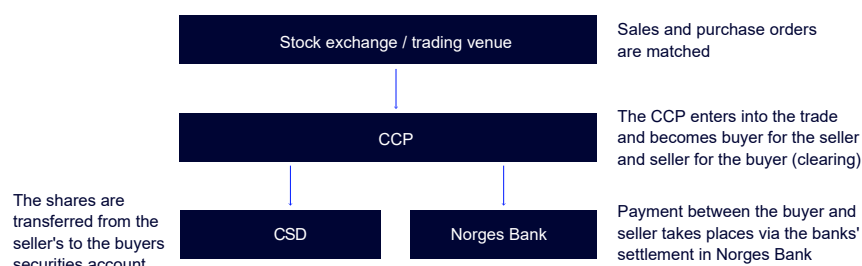 Stock exchange / trading venue
Sales and purchase orders
are matched
CCP
The CCP enters into the trade
and becomes buyer for the seller
and seller for the buyer (clearing)
The shares are
transferred from the
seller's to the buyers
securities account
CSD
Norges Bank
Payment between the buyer and
seller takes places via the banks'
settlement in Norges Bank